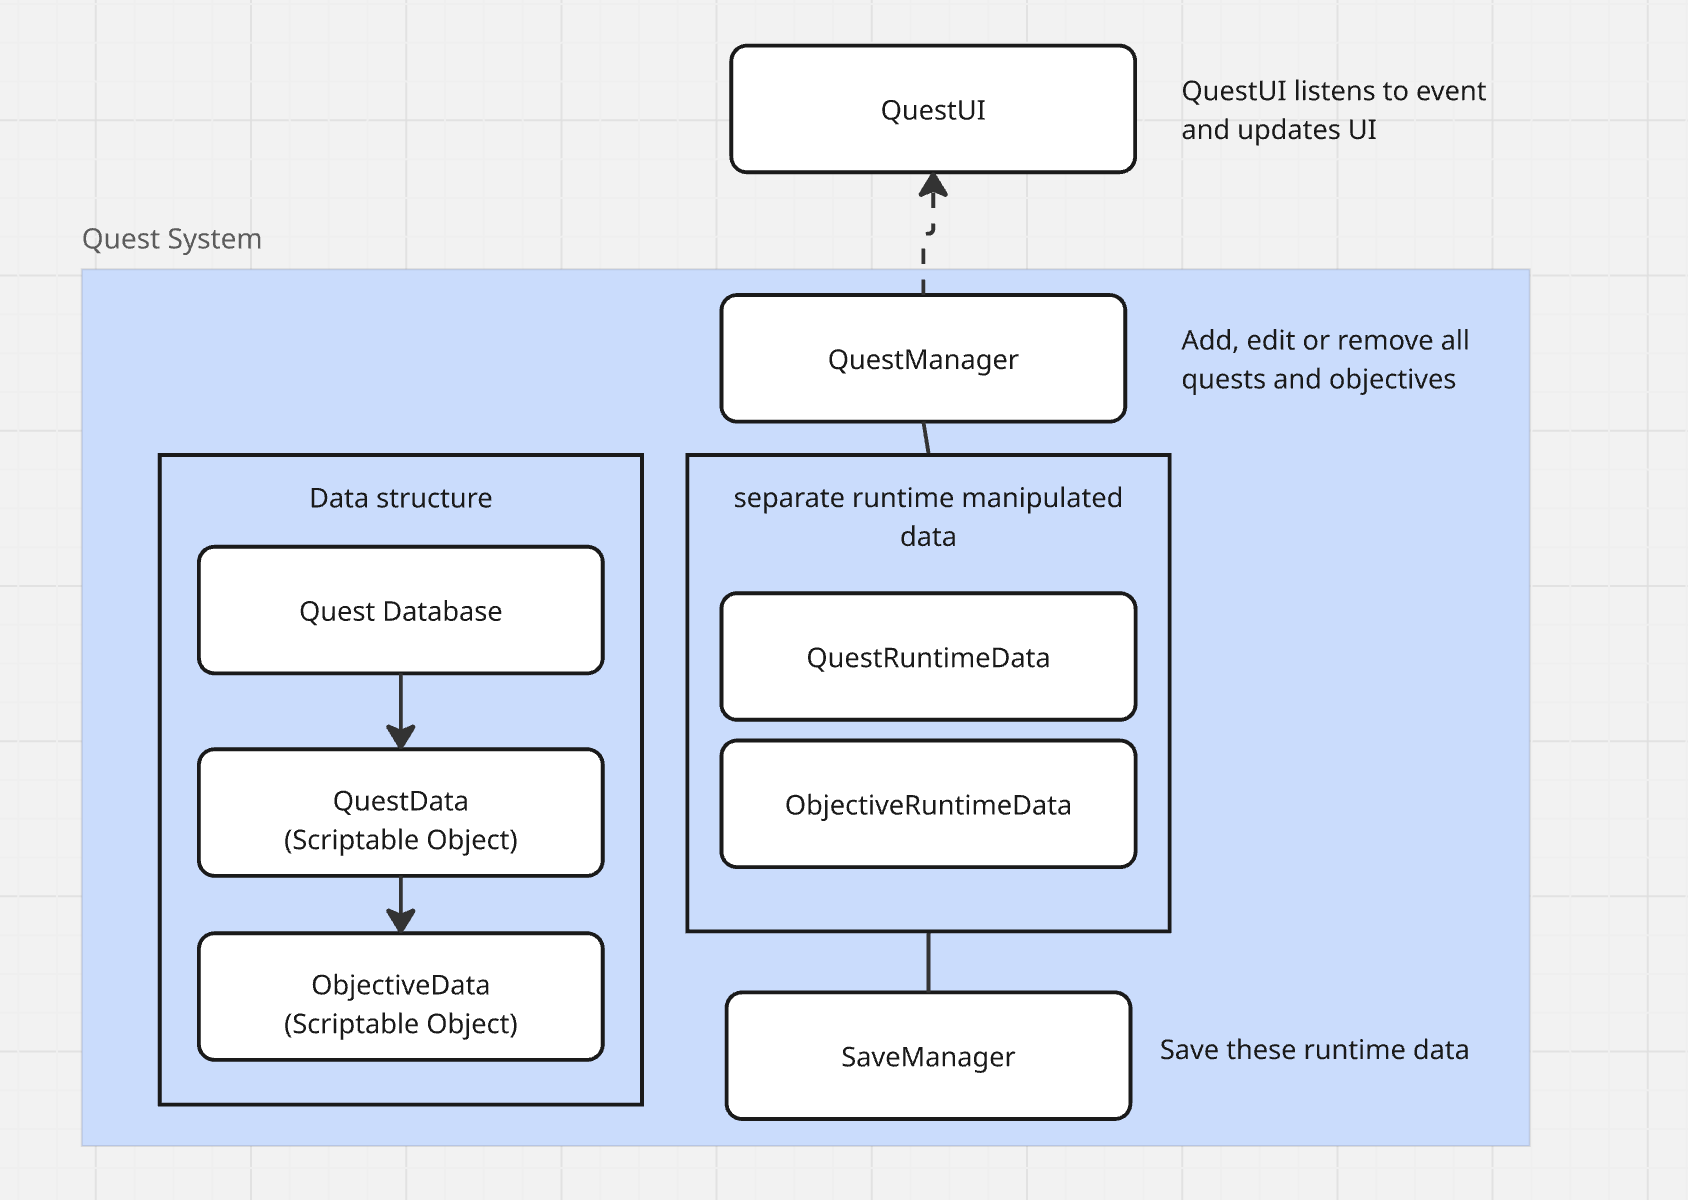 QuestUI
QuestUI listens to event
and updates UI
Quest System
QuestManager
Add, edit or remove all
quests and objectives
Data structure
Quest Database
QuestData
(Scriptable Object)
ObjectiveData
(Scriptable Object)
separate runtime manipulated
data
QuestRuntimeData
ObjectiveRuntimeData
SaveManager
Save these runtime data